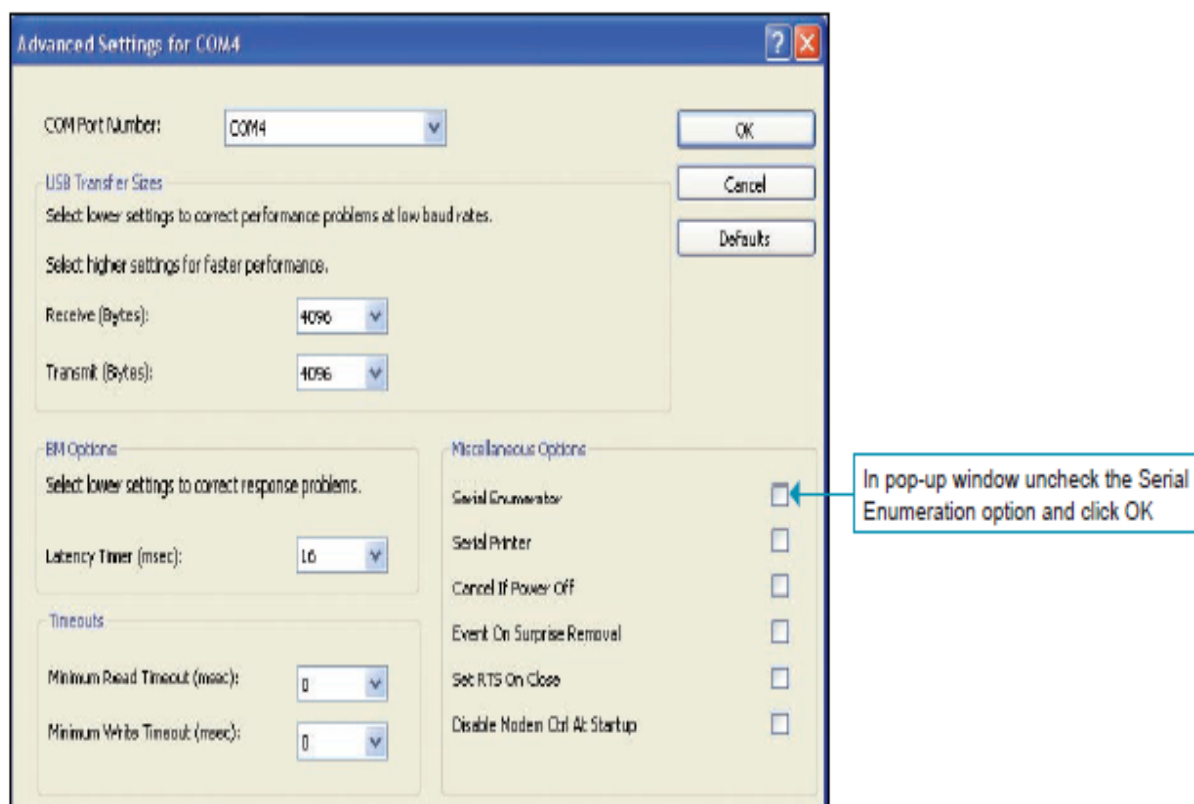 Advanced Settings for COM4
COM Port Number:
COM4
OK
USB Transfer Sizes
Cancel
Select lower settings to correct performance problems at low baud rates.
Defaults
Select higher settings for faster performance.
Receive (Bytes):
4096
Transmit (Bytes):
4096
BM Options
Select lower settings to correct response problems.
Latency Timer (msec):
16
Timeouts
Minimum Read Timeout (msec):
0
Minimum Write Timeout (msec):
0
Miscellaneous Options
Serial Enumerator
Serial Printer
Cancel If Power Off
Event On Surprise Removal
Set RTS On Close
Disable Modem Ctrl At Startup
In pop-up window uncheck the Serial
Enumeration option and click OK